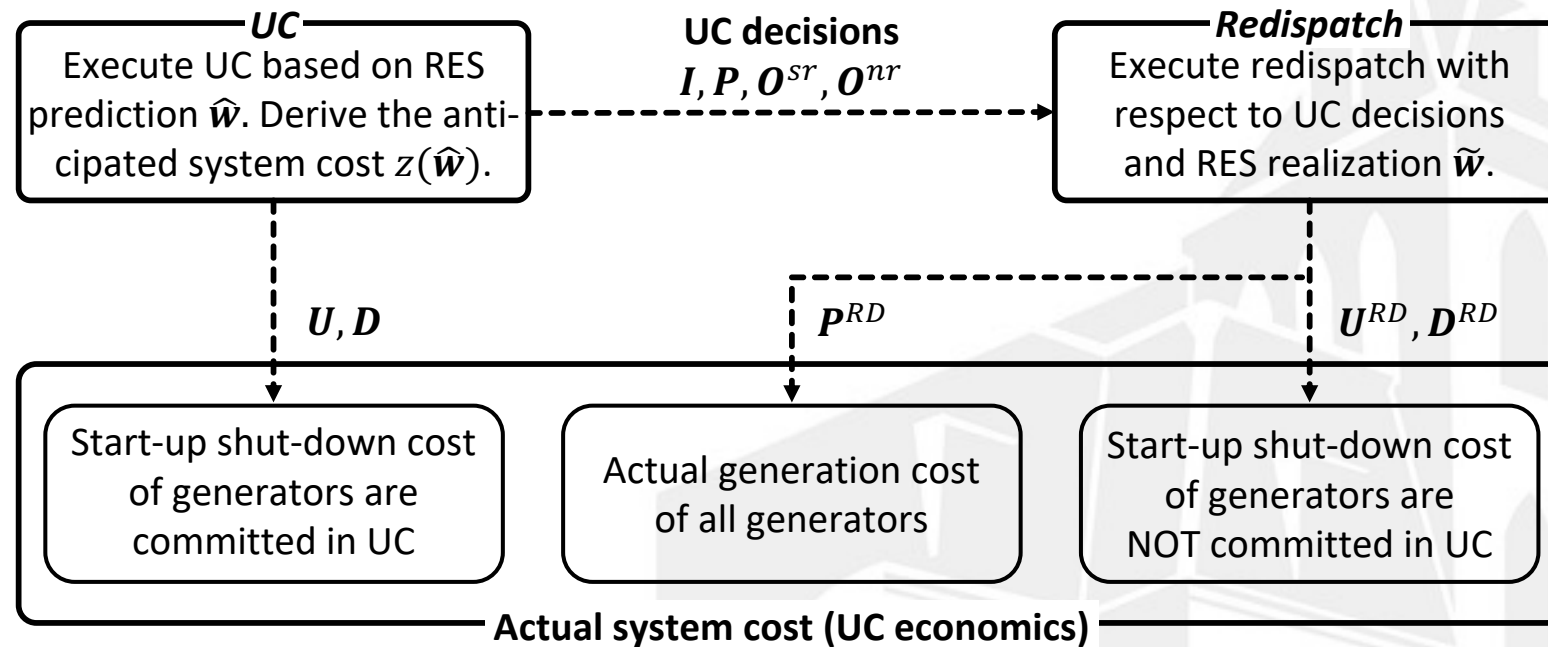 UC
Execute UC based on RES
prediction ŵ. Derive the anti-
cipated system cost z(ŵ).
UC decisions
I, P, O^{sr}, O^{nr}
Redispatch
Execute redispatch with
respect to UC decisions
and RES realization w̃.
U, D
P^{RD}
U^{RD}, D^{RD}
Start-up shut-down cost
of generators are
committed in UC
Actual generation cost
of all generators
Start-up shut-down cost
of generators are
NOT committed in UC
Actual system cost (UC economics)